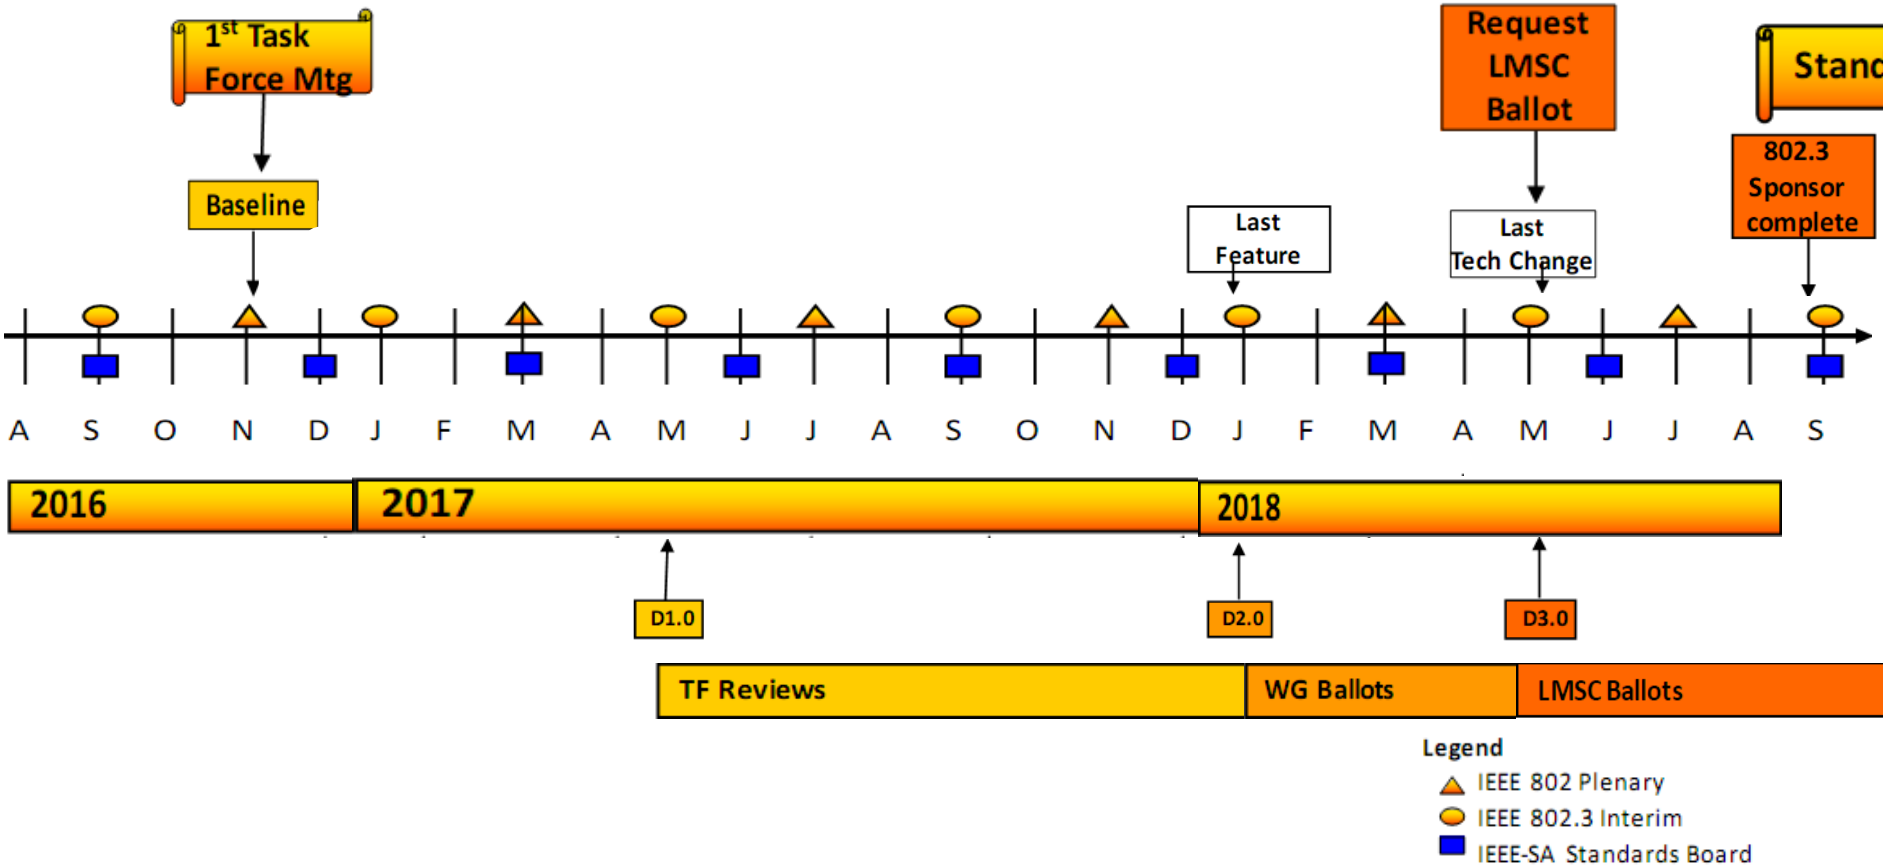 1st Task
Force Mtg
Request
LMSC
Ballot
Stand
802.3
Sponsor
complete
Baseline
Last
Feature
Last
Tech Change
A S O N D J F M A M J J A S O N D J F M A M J J A S
2016 2017 2018
D1.0 D2.0 D3.0
TF Reviews WG Ballots LMSC Ballots
Legend
IEEE 802 Plenary
IEEE 802.3 Interim
IEEE-SA Standards Board